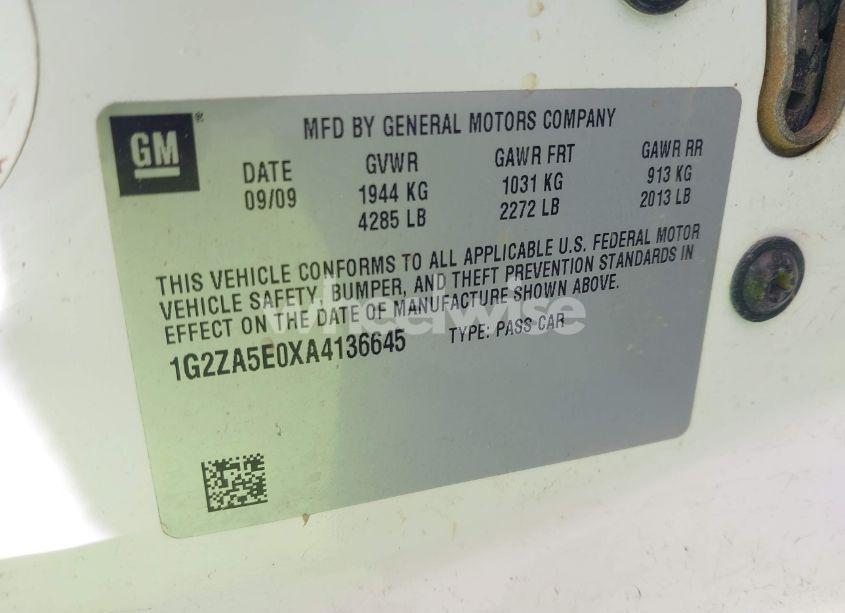 GM®
MFD BY GENERAL MOTORS COMPANY
DATE GVWR GAWR FRT GAWR RR
09/09 1944 KG 1031 KG 913 KG
4285 LB 2272 LB 2013 LB
THIS VEHICLE CONFORMS TO ALL APPLICABLE U.S. FEDERAL MOTOR
VEHICLE SAFETY, BUMPER, AND THEFT PREVENTION STANDARDS IN
EFFECT ON THE DATE OF MANUFACTURE SHOWN ABOVE.
1G2ZA5E0XA4136645 TYPE: PASS CAR
wheelwise